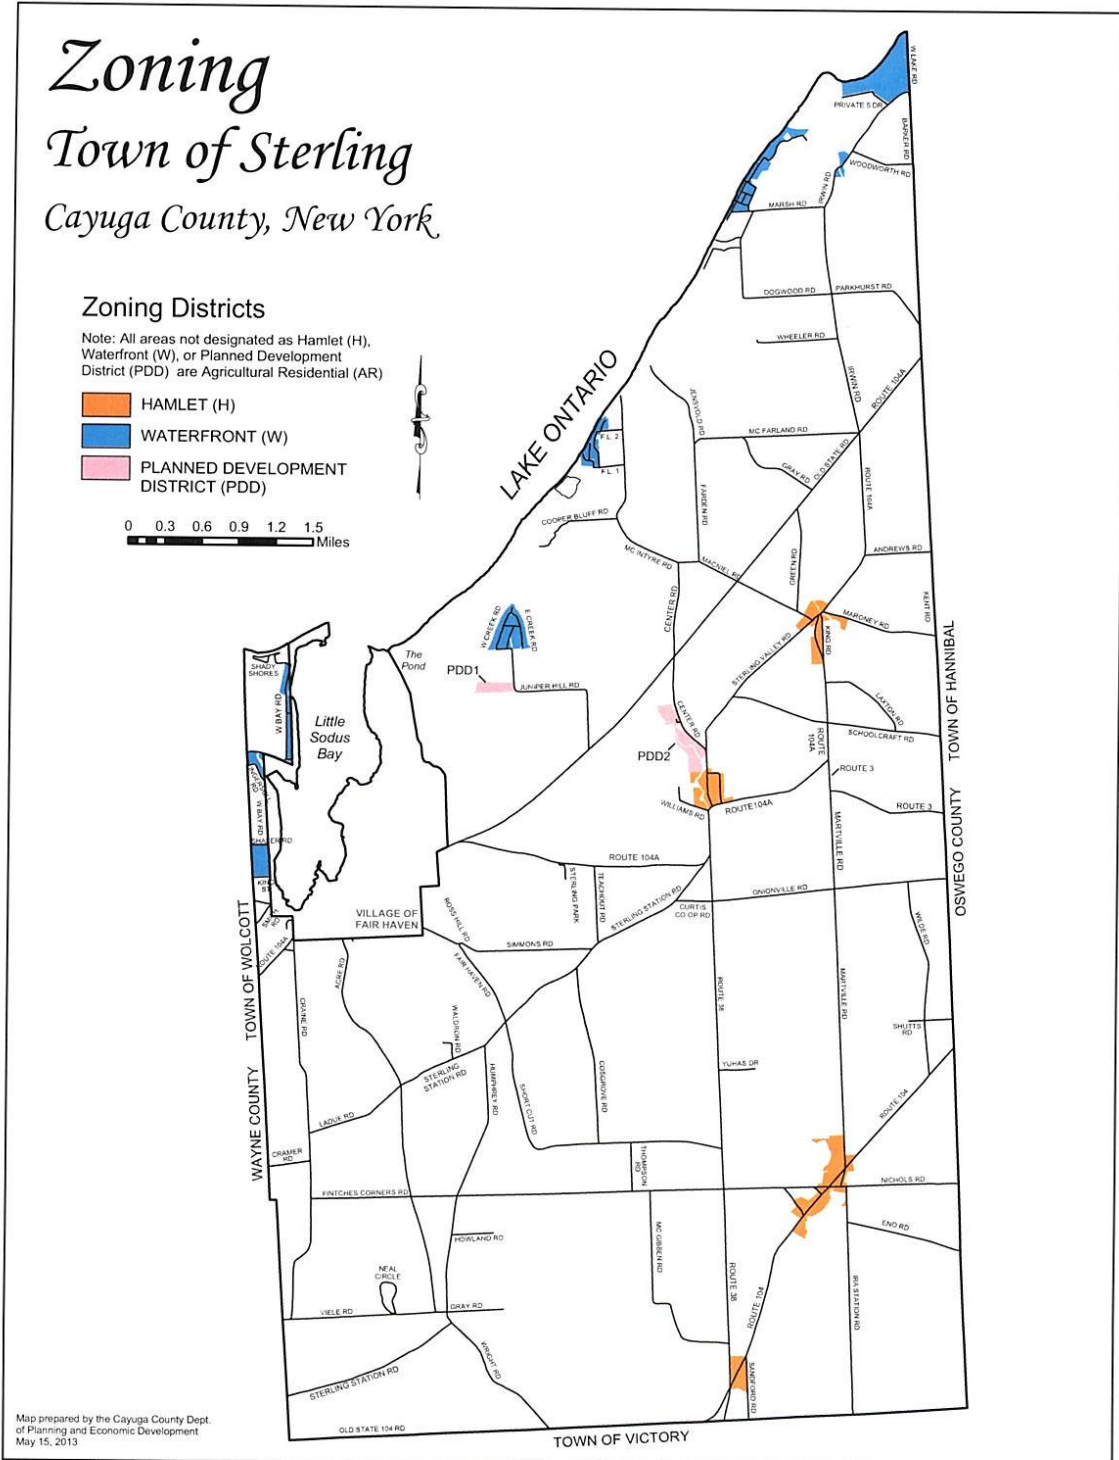 Zoning
Town of Sterling
Cayuga County, New York
Zoning Districts
Note: All areas not designated as Hamlet (H),
Waterfront (W), or Planned Development
District (PDD) are Agricultural Residential (AR)
HAMLET (H)
WATERFRONT (W)
PLANNED DEVELOPMENT
DISTRICT (PDD)
0 0.3 0.6 0.9 1.2 1.5
Miles
W LAKE RD
PRIVATE 5 DR
BARKER RD
WOODWORTH RD
IRWIN RD
MARSH RD
DOGWOOD RD
PARKHURST RD
WHEELER RD
LAKE ONTARIO
IRWIN RD
ROUTE 104A
JENSVOLD RD
MC FARLAND RD
F.L. 2
F.L. 1
GRAY RD
OLD STATE RD
ROUTE 104A
FARDEN RD
COOPER BLUFF RD
MC INTYRE RD
MACNIEL RD
GREEN RD
ANDREWS RD
CENTER RD
KENT RD
W CREEK RD
E CREEK RD
MARONEY RD
KING RD
STERLING VALLEY RD
The
Pond
PDD1
JUNIPER HILL RD
SHADY
SHORES
W BAY RD
Little
Sodus
Bay
CENTER RD
PDD2
LAXTON RD
SCHOOLCRAFT RD
ROUTE
104A
ROUTE 3
ROUTE 3
TOWN OF HANNIBAL
OSWEGO COUNTY
WILLIAMS RD
ROUTE104A
MARTVILLE RD
W BAY RD
ROUTE 104A
STERLING PARK
TEACHOUT RD
STERLING STATION RD
ONIONVILLE RD
CURTIS
CO OP RD
VILLAGE OF
FAIR HAVEN
ROSS HILL RD
SIMMONS RD
FAIR HAVEN RD
WILDE RD
TOWN OF WOLCOTT
WAYNE COUNTY
ROUTE 104A
ACRE RD
CRAINE RD
WALDRON RD
STERLING
STATION RD
HUMPHREY RD
SHORT CUT RD
COSGROVE RD
ROUTE 38
YUHAS DR
MARTVILLE RD
SHUTTS
RD
ROUTE 104
LADUE RD
CRAMER
RD
THOMPSON
RD
FINTCHES CORNERS RD
NICHOLS RD
ENO RD
HOWLAND RD
MC GIBBEN RD
NEAL
CIRCLE
VIELE RD
GRAY RD
ROUTE 38
ROUTE 104
IRA STATION RD
WRIGHT RD
STERLING STATION RD
SANDFORD RD
OLD STATE 104 RD
TOWN OF VICTORY
Map prepared by the Cayuga County Dept.
of Planning and Economic Development
May 15, 2013